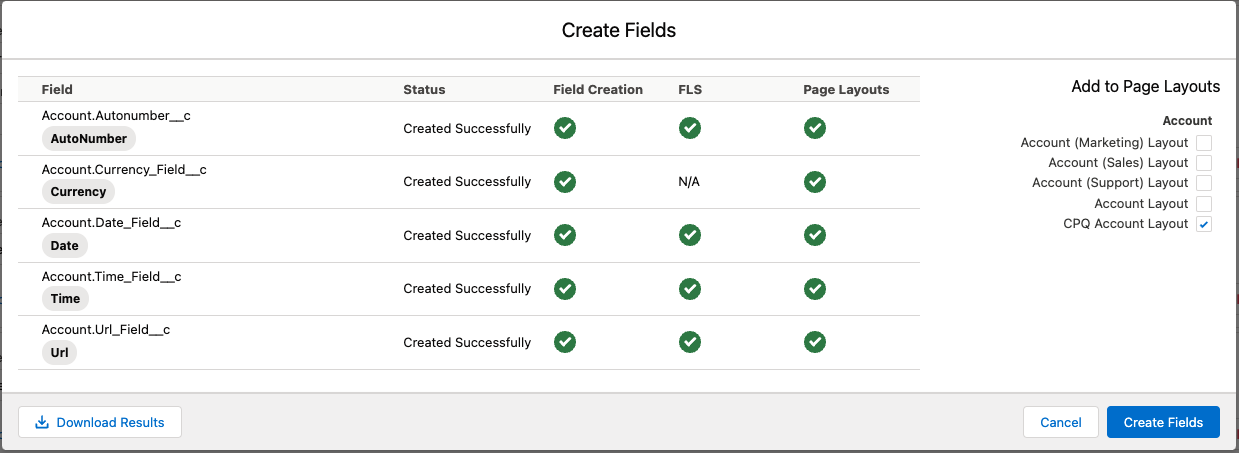 Create Fields
Field Status Field Creation FLS Page Layouts
Account.Autonumber__c
AutoNumber
Created Successfully
Account.Currency_Field__c
Currency
Created Successfully N/A
Account.Date_Field__c
Date
Created Successfully
Account.Time_Field__c
Time
Created Successfully
Account.Url_Field__c
Url
Created Successfully
Add to Page Layouts
Account
Account (Marketing) Layout
Account (Sales) Layout
Account (Support) Layout
Account Layout
CPQ Account Layout
Download Results
Cancel
Create Fields